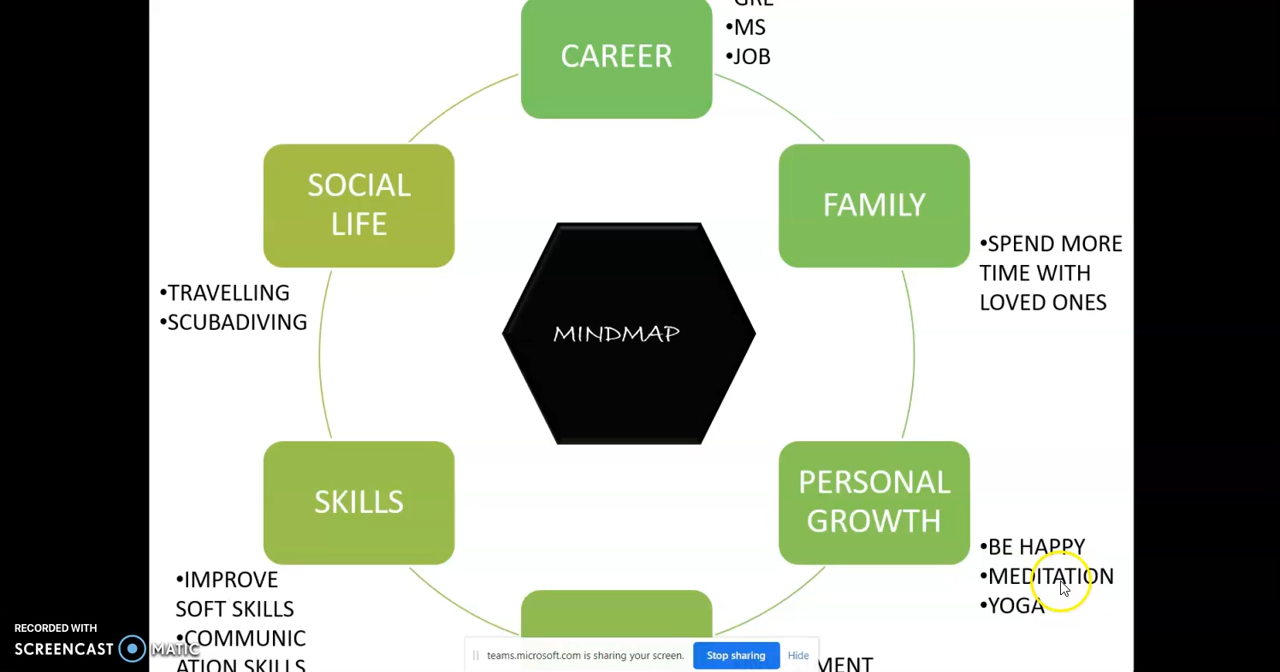 •MS
•JOB
CAREER
SOCIAL
LIFE
FAMILY
•SPEND MORE
TIME WITH
LOVED ONES
•TRAVELLING
•SCUBADIVING
MINDMAP
SKILLS
PERSONAL
GROWTH
•BE HAPPY
•MEDITATION
•YOGA
•IMPROVE
SOFT SKILLS
•COMMUNIC
ATION SKILLS
RECORDED WITH
SCREENCAST MATIC
teams.microsoft.com is sharing your screen.
Stop sharing
Hide